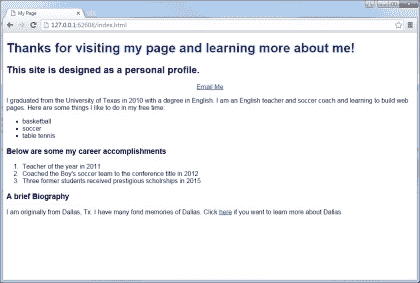 My Page
127.0.0.1:62608/index.html
Thanks for visiting my page and learning more about me!
This site is designed as a personal profile.
Email Me
I graduated from the University of Texas in 2010 with a degree in English. I am an English teacher and soccer coach and learning to build web
pages. Here are some things I like to do in my free time:
basketball
soccer
table tennis
Below are some my career accomplishments
1. Teacher of the year in 2011
2. Coached the Boy's soccer team to the conference title in 2012
3. Three former students received prestigious scholrships in 2015
A brief Biography
I am originally from Dallas, Tx. I have many fond memories of Dallas. Click here if you want to learn more about Dallas